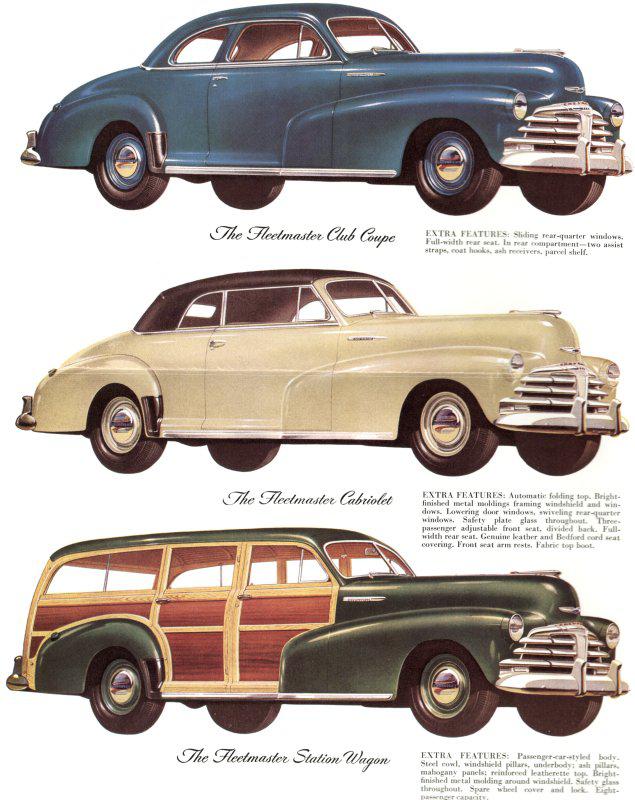 The Fleetmaster Club Coupe
EXTRA FEATURES: Sliding rear-quarter windows.
Full-width rear seat. In rear compartment—two assist
straps, coat hooks, ash receivers, parcel shelf.
The Fleetmaster Cabriolet
EXTRA FEATURES: Automatic folding top. Bright-
finished metal moldings framing windshield and win-
dows. Lowering door windows, swiveling rear-quarter
windows. Safety plate glass throughout. Three-
passenger adjustable front seat, divided back. Full-
width rear seat. Genuine leather and Bedford cord seat
covering. Front seat arm rests. Fabric top boot.
The Fleetmaster Station Wagon
EXTRA FEATURES: Passenger-car-styled body.
Steel cowl, windshield pillars, underbody; ash pillars,
mahogany panels; reinforced leatherette top. Bright-
finished metal molding around windshield. Safety glass
throughout. Spare wheel cover and lock. Eight-
passenger capacity.